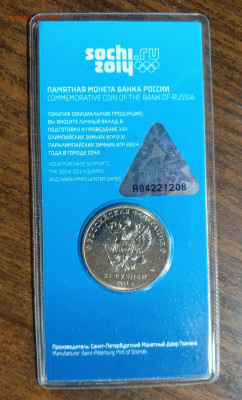 sochi.ru
2014
ПАМЯТНАЯ МОНЕТА БАНКА РОССИИ
COMMEMORATIVE COIN OF THE BANK OF RUSSIA
ПОКУПАЯ ОФИЦИАЛЬНУЮ ПРОДУКЦИЮ,
ВЫ ВНОСИТЕ ЛИЧНЫЙ ВКЛАД В
ПОДГОТОВКУ И ПРОВЕДЕНИЕ XXII
ОЛИМПИЙСКИХ ЗИМНИХ ИГР И XI
ПАРАЛИМПИЙСКИХ ЗИМНИХ ИГР 2014
ГОДА В ГОРОДЕ СОЧИ
YOUR PURCHASE SUPPORTS
THE SOCHI 2014 OLYMPIC
AND PARALYMPIC WINTER GAMES
A04221208
РОССИЙСКАЯ ФЕДЕРАЦИЯ
25 РУБЛЕЙ
Производитель: Санкт-Петербургский Монетный Двор Гознака
Manufacturer: Saint-Petersburg Mint of Goznak